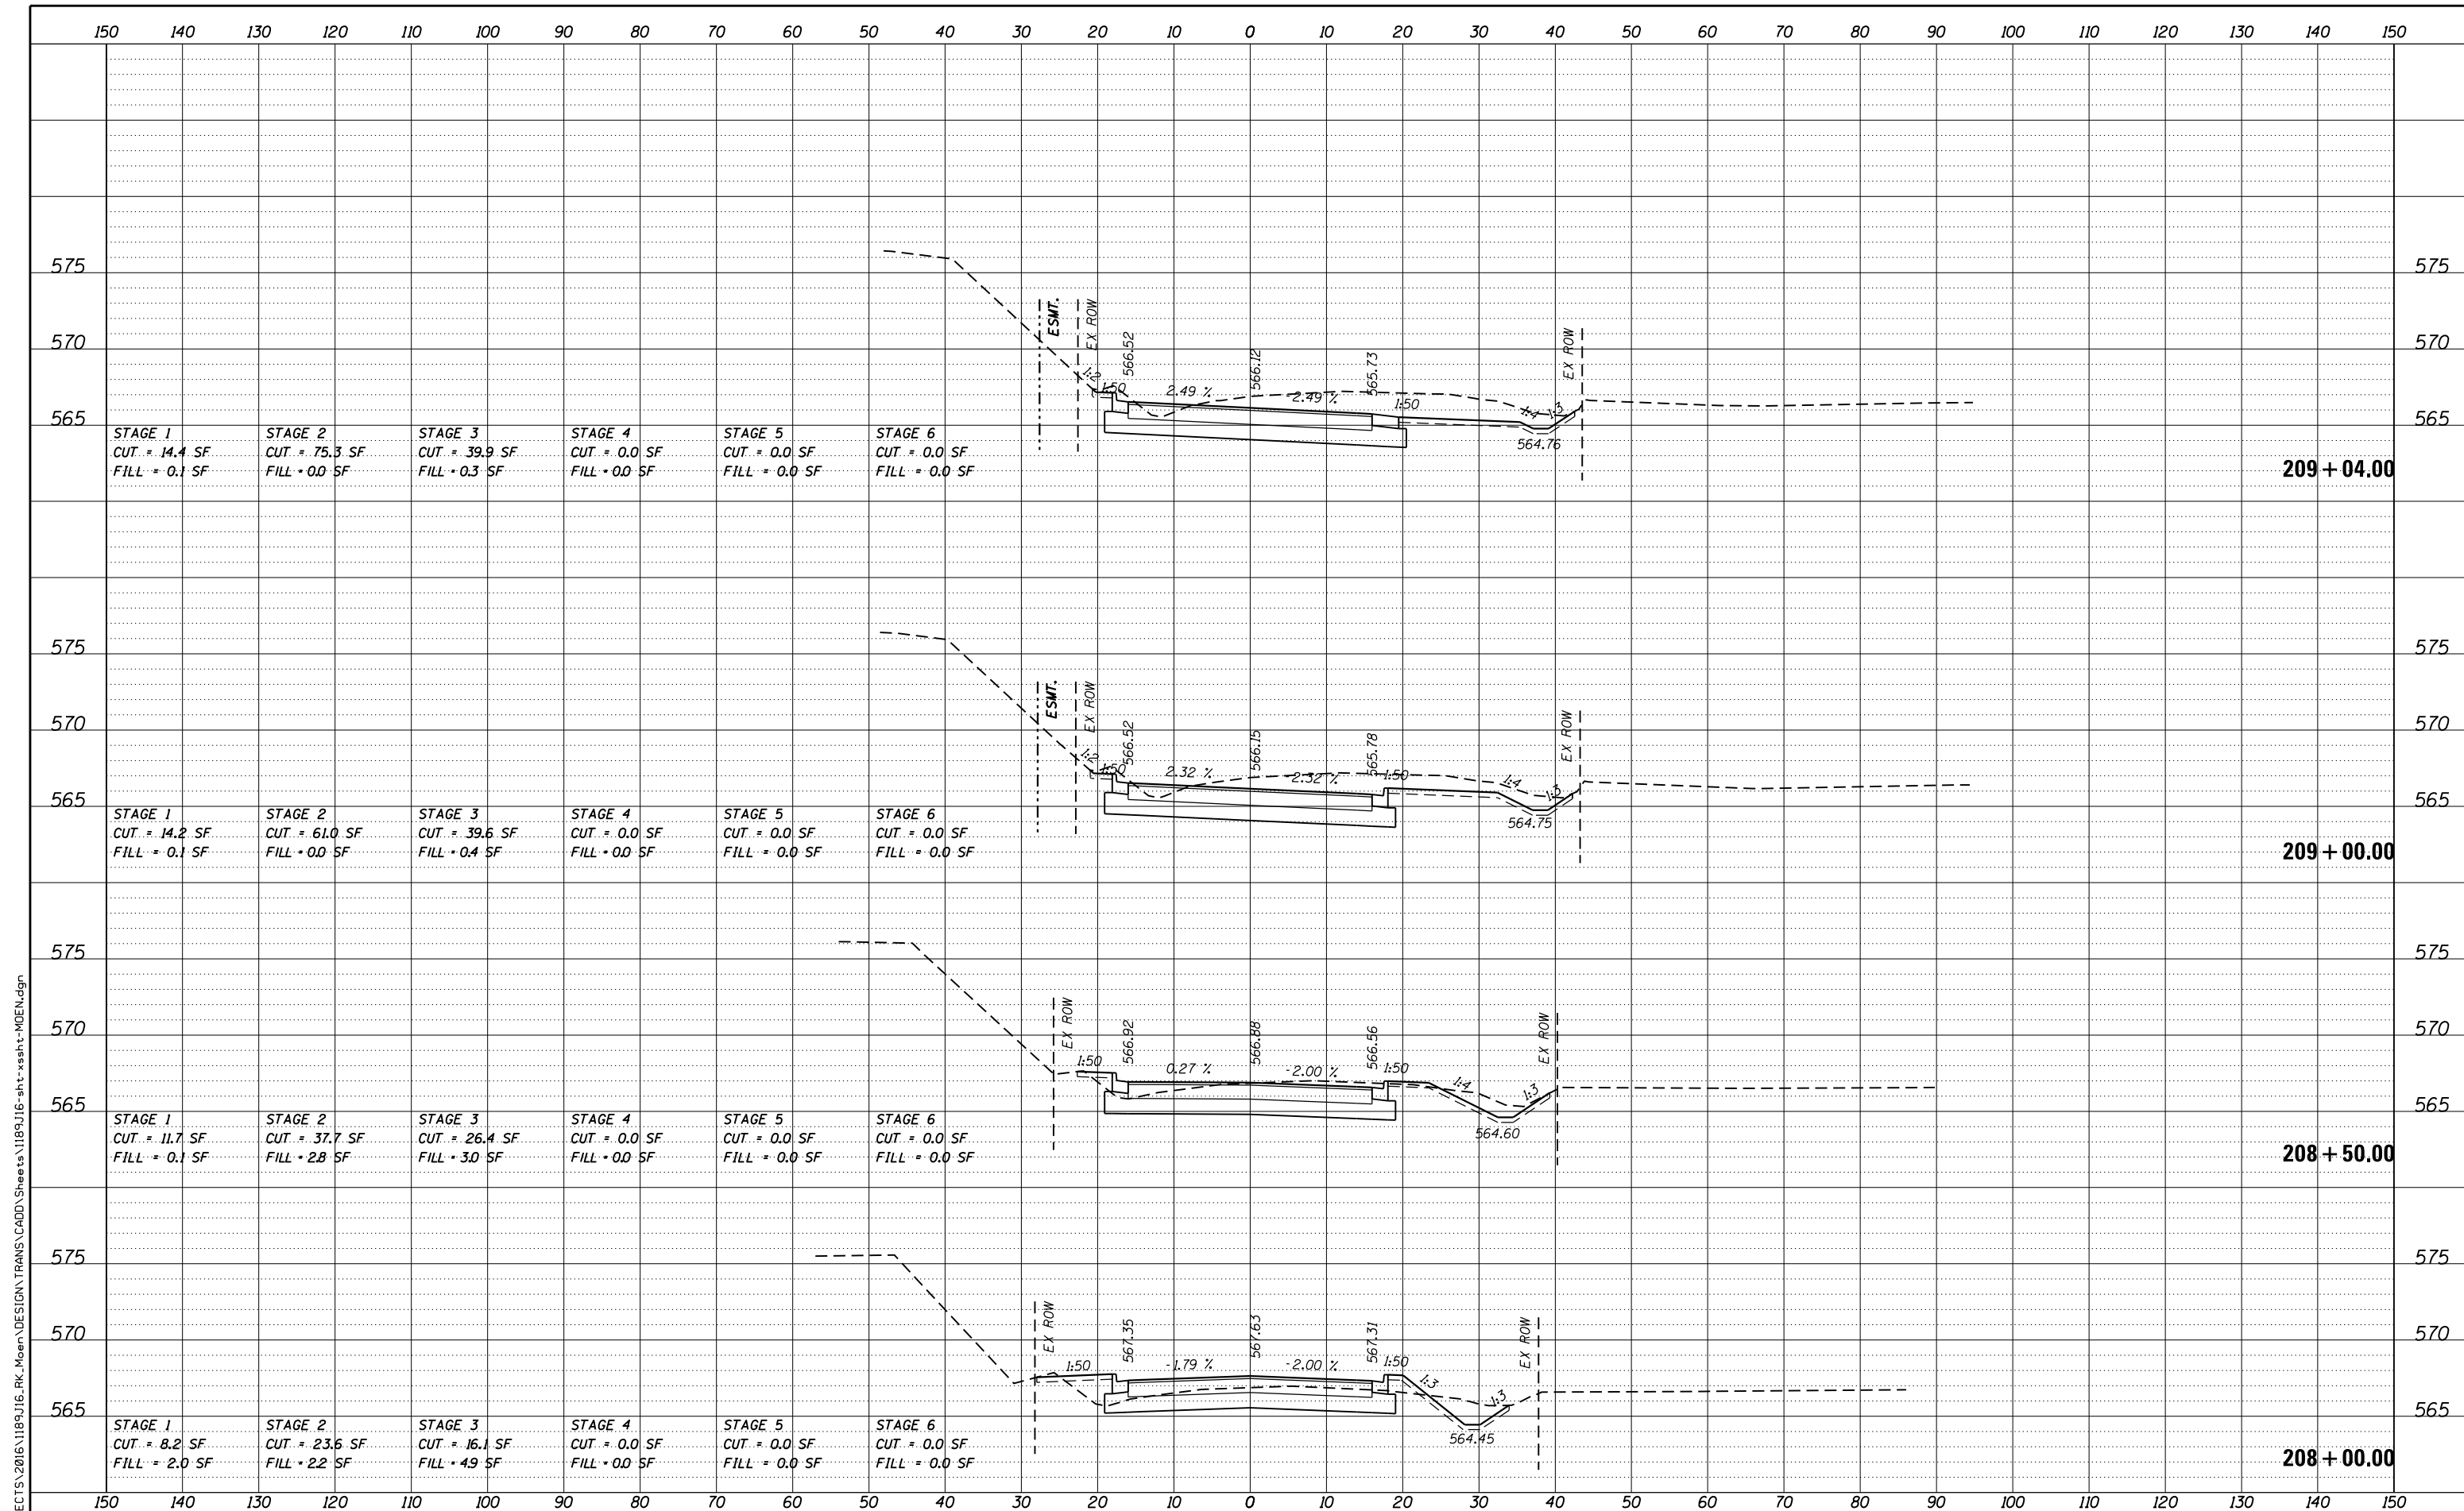 150 140 130 120 110 100 90 80 70 60 50 40 30 20 10 0 10 20 30 40 50 60 70 80 90 100 110 120 130 140 150
575 575
570 570
565 565
ESMT.
EX ROW
566.52
566.12
565.73
EX ROW
1:2
1:50
2.49 %
-2.49 %
1:50
1:4
1:3
564.76
STAGE 1 STAGE 2 STAGE 3 STAGE 4 STAGE 5 STAGE 6
CUT = 14.4 SF CUT = 75.3 SF CUT = 39.9 SF CUT = 0.0 SF CUT = 0.0 SF CUT = 0.0 SF
FILL = 0.1 SF FILL = 0.0 SF FILL = 0.3 SF FILL = 0.0 SF FILL = 0.0 SF FILL = 0.0 SF
209+04.00
575 575
570 570
565 565
ESMT.
EX ROW
566.52
566.15
565.78
EX ROW
1:2
1:50
2.32 %
-2.32 %
1:50
1:4
1:3
564.75
STAGE 1 STAGE 2 STAGE 3 STAGE 4 STAGE 5 STAGE 6
CUT = 14.2 SF CUT = 61.0 SF CUT = 39.6 SF CUT = 0.0 SF CUT = 0.0 SF CUT = 0.0 SF
FILL = 0.1 SF FILL = 0.0 SF FILL = 0.4 SF FILL = 0.0 SF FILL = 0.0 SF FILL = 0.0 SF
209+00.00
575 575
570 570
565 565
EX ROW
566.92
566.88
566.56
EX ROW
1:50
0.27 %
-2.00 %
1:50
1:4
1:3
564.60
STAGE 1 STAGE 2 STAGE 3 STAGE 4 STAGE 5 STAGE 6
CUT = 11.7 SF CUT = 37.7 SF CUT = 26.4 SF CUT = 0.0 SF CUT = 0.0 SF CUT = 0.0 SF
FILL = 0.1 SF FILL = 2.8 SF FILL = 3.0 SF FILL = 0.0 SF FILL = 0.0 SF FILL = 0.0 SF
208+50.00
575 575
570 570
565 565
EX ROW
567.35
567.63
567.31
EX ROW
1:50
-1.79 %
-2.00 %
1:50
1:3
1:3
564.45
STAGE 1 STAGE 2 STAGE 3 STAGE 4 STAGE 5 STAGE 6
CUT = 8.2 SF CUT = 23.6 SF CUT = 16.1 SF CUT = 0.0 SF CUT = 0.0 SF CUT = 0.0 SF
FILL = 2.0 SF FILL = 2.2 SF FILL = 4.9 SF FILL = 0.0 SF FILL = 0.0 SF FILL = 0.0 SF
208+00.00
150 140 130 120 110 100 90 80 70 60 50 40 30 20 10 0 10 20 30 40 50 60 70 80 90 100 110 120 130 140 150
ECTS\2016\1189J16_RK_Moen\DESIGN\TRANS\CADD\Sheets\1189J16-sht-xssht-MOEN.dgn